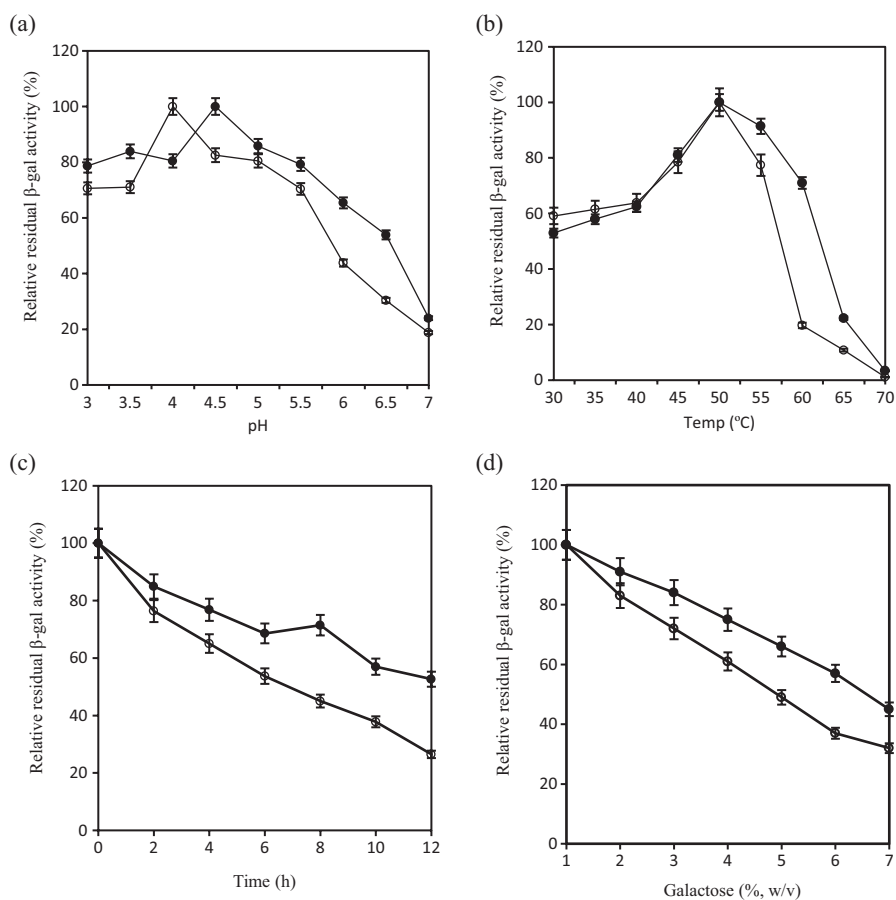 (a)
Relative residual β-gal activity (%)
120
100
80
60
40
20
0
3 3.5 4 4.5 5 5.5 6 6.5 7
pH
(b)
Relative residual β-gal activity (%)
120
100
80
60
40
20
0
30 35 40 45 50 55 60 65 70
Temp (ºC)
(c)
Relative residual β-gal activity (%)
120
100
80
60
40
20
0
0 2 4 6 8 10 12
Time (h)
(d)
Relative residual β-gal activity (%)
120
100
80
60
40
20
0
1 2 3 4 5 6 7
Galactose (%, w/v)